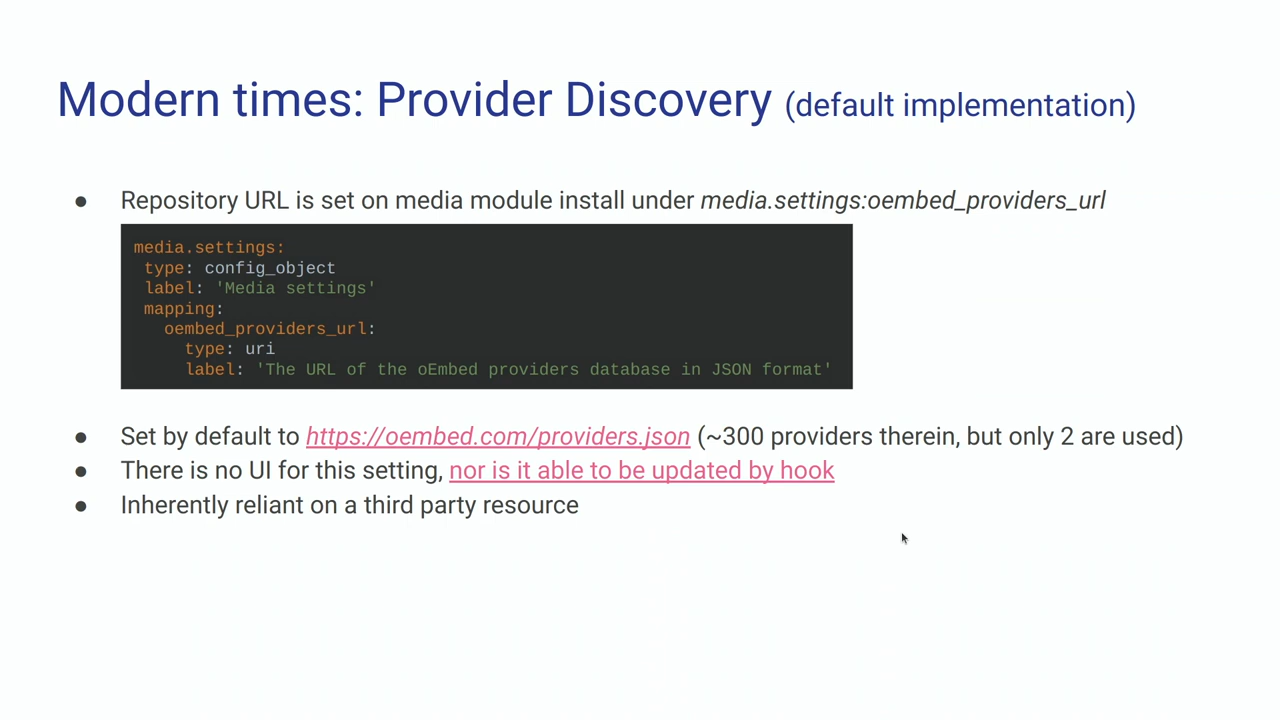 Modern times: Provider Discovery (default implementation)
● Repository URL is set on media module install under media.settings:oembed_providers_url
media.settings:
 type: config_object
 label: 'Media settings'
 mapping:
   oembed_providers_url:
     type: uri
     label: 'The URL of the oEmbed providers database in JSON format'
● Set by default to https://oembed.com/providers.json (~300 providers therein, but only 2 are used)
● There is no UI for this setting, nor is it able to be updated by hook
● Inherently reliant on a third party resource